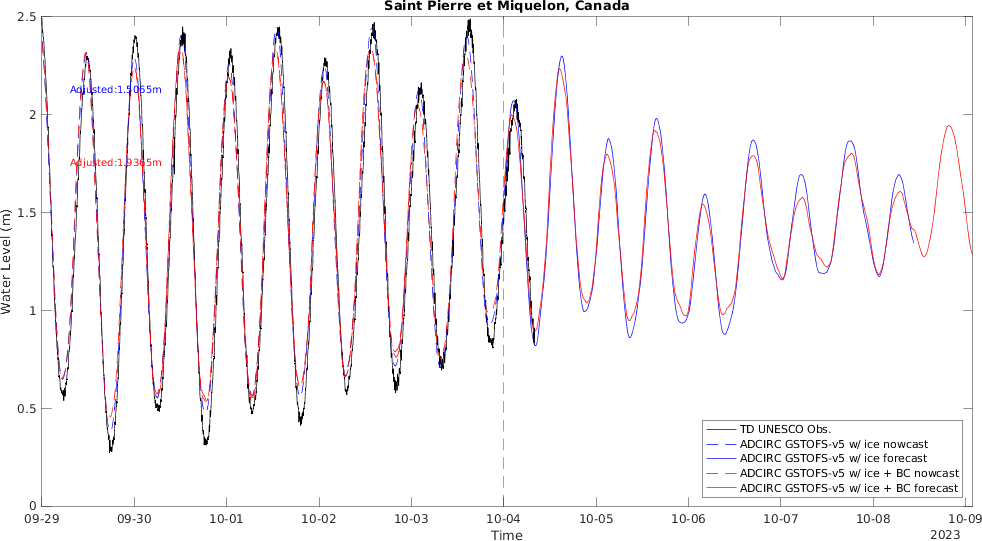 Saint Pierre et Miquelon, Canada
2.5
2
1.5
1
0.5
0
Water Level (m)
Adjusted:1.5065m
Adjusted:1.9365m
TD UNESCO Obs.
ADCIRC GSTOFS-v5 w/ ice nowcast
ADCIRC GSTOFS-v5 w/ ice forecast
ADCIRC GSTOFS-v5 w/ ice + BC nowcast
ADCIRC GSTOFS-v5 w/ ice + BC forecast
09-29 09-30 10-01 10-02 10-03 10-04 10-05 10-06 10-07 10-08 10-09
Time
2023